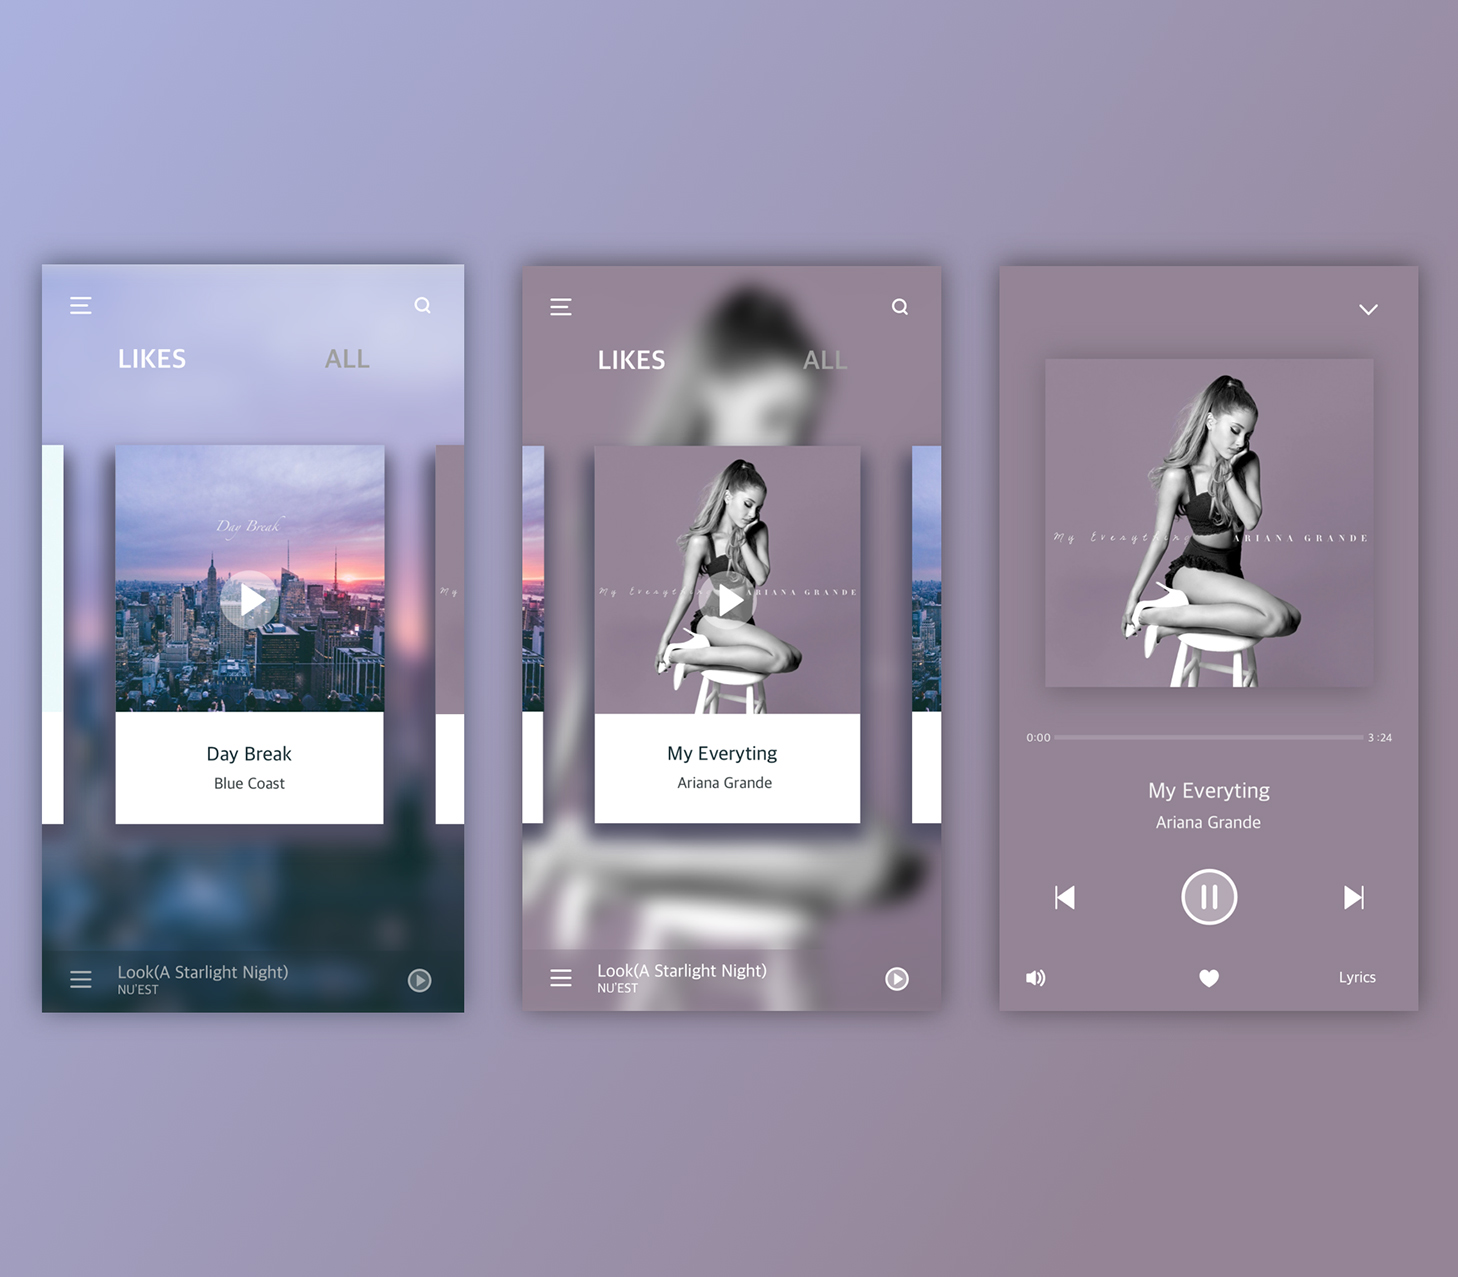 LIKES
ALL
Day Break
Day Break
Blue Coast
My
Look(A Starlight Night)
NU'EST
LIKES
ALL
My Everything
ARIANA GRANDE
My Everyting
Ariana Grande
Look(A Starlight Night)
NU'EST
My Everything
ARIANA GRANDE
0:00
3 :24
My Everyting
Ariana Grande
Lyrics